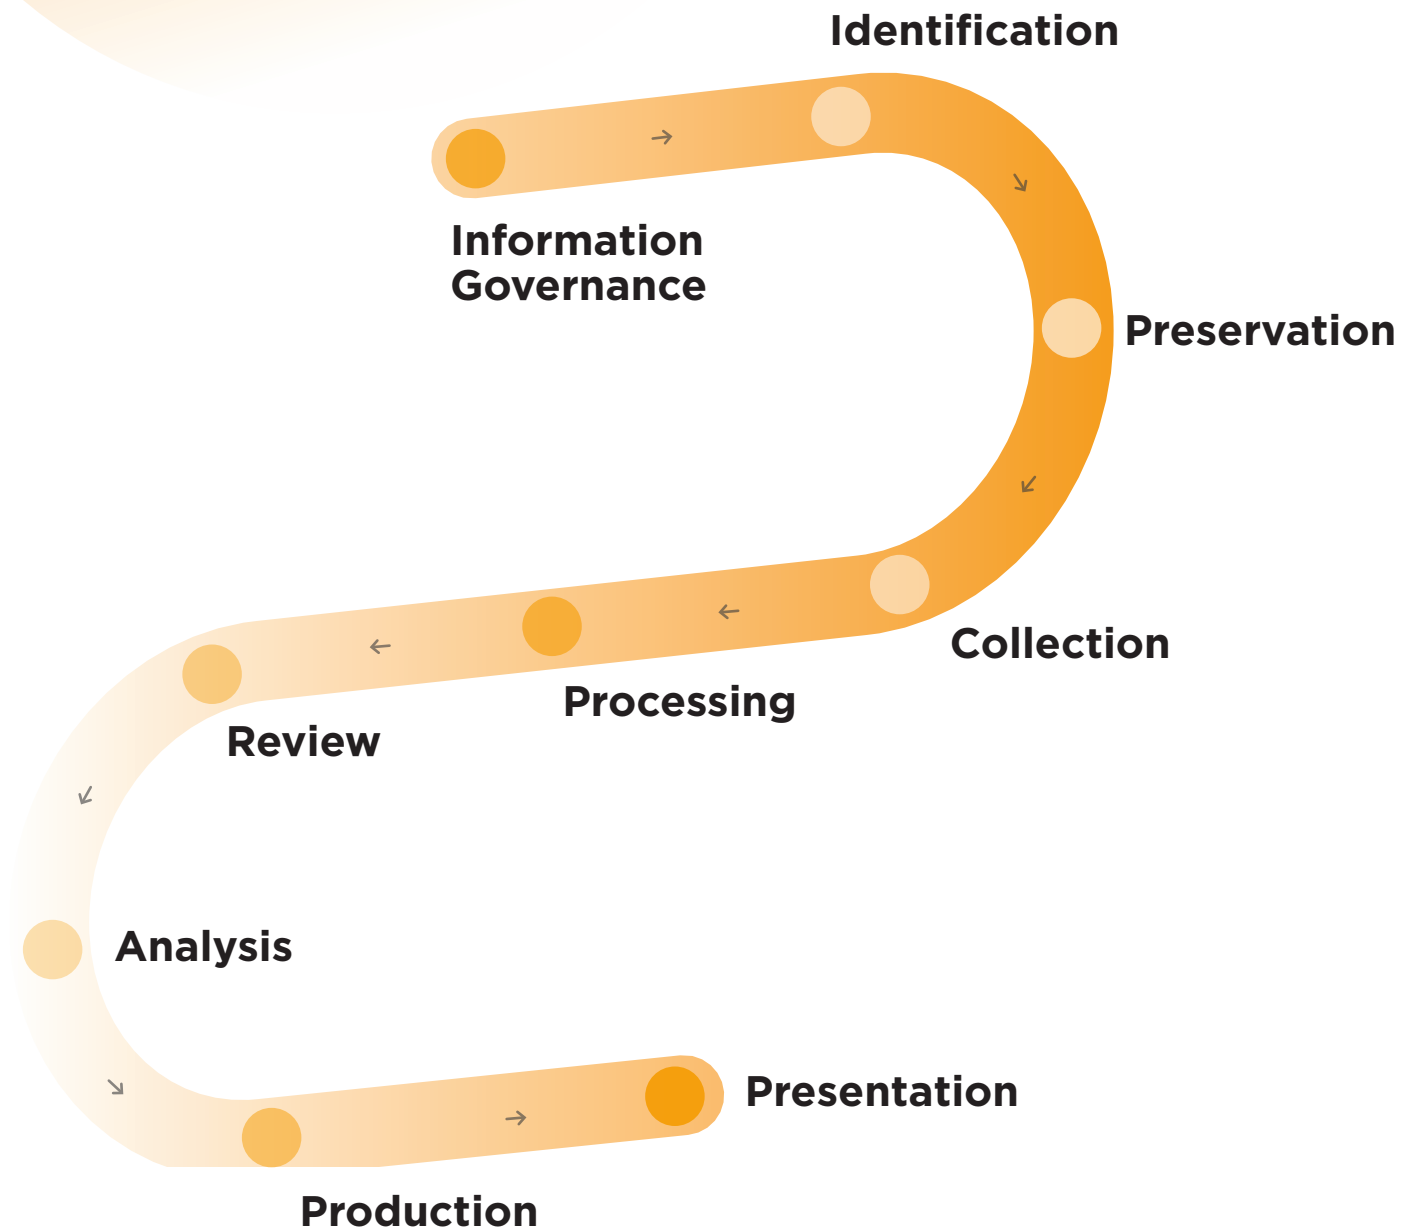 Identification
Information
Governance
Preservation
Collection
Processing
Review
Analysis
Presentation
Production